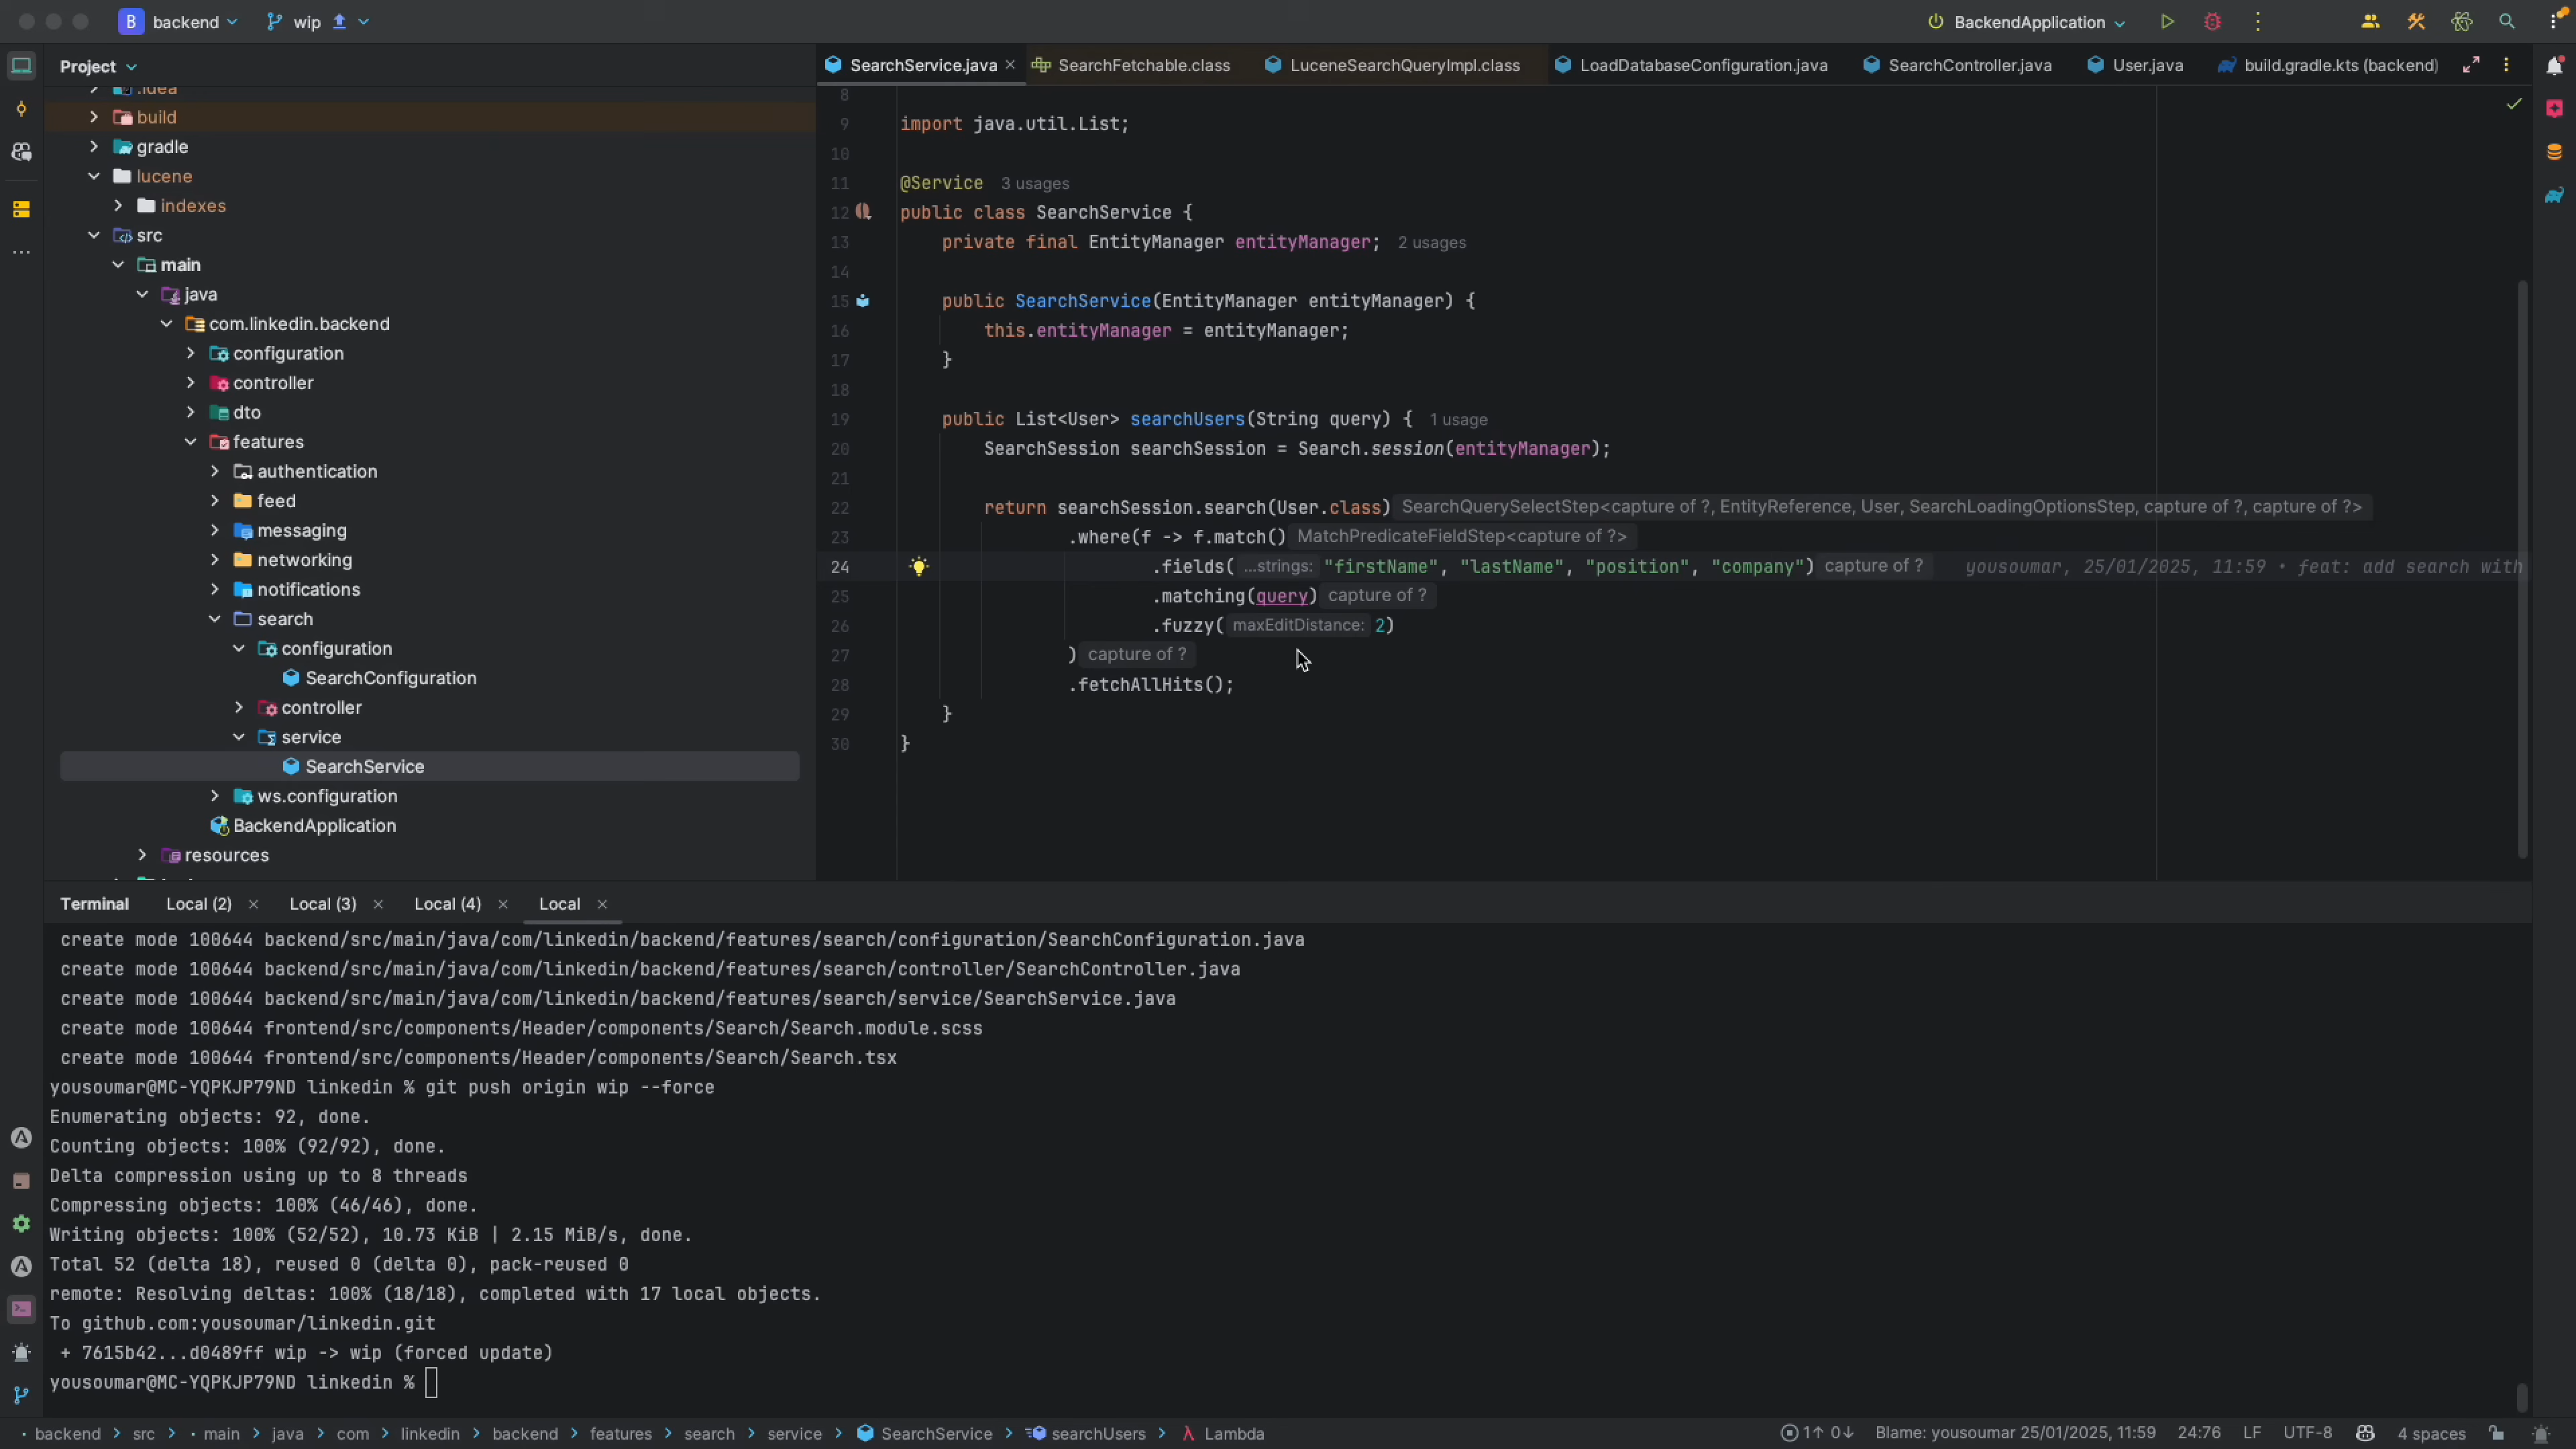 B backend wip BackendApplication
Project
SearchService.java SearchFetchable.class LuceneSearchQueryImpl.class LoadDatabaseConfiguration.java SearchController.java User.java build.gradle.kts (backend)
.idea
build
gradle
lucene
indexes
src
main
java
com.linkedin.backend
configuration
controller
dto
features
authentication
feed
messaging
networking
notifications
search
configuration
SearchConfiguration
controller
service
SearchService
ws.configuration
BackendApplication
resources
8
9 import java.util.List;
10
11 @Service 3 usages
12 public class SearchService {
13 private final EntityManager entityManager; 2 usages
14
15 public SearchService(EntityManager entityManager) {
16 this.entityManager = entityManager;
17 }
18
19 public List<User> searchUsers(String query) { 1 usage
20 SearchSession searchSession = Search.session(entityManager);
21
22 return searchSession.search(User.class) SearchQuerySelectStep<capture of ?, EntityReference, User, SearchLoadingOptionsStep, capture of ?, capture of ?>
23 .where(f -> f.match() MatchPredicateFieldStep<capture of ?>
24 .fields( ...strings: "firstName", "lastName", "position", "company") capture of ? yousoumar, 25/01/2025, 11:59 • feat: add search with
25 .matching(query) capture of ?
26 .fuzzy( maxEditDistance: 2)
27 ) capture of ?
28 .fetchAllHits();
29 }
30 }
Terminal Local (2) Local (3) Local (4) Local
create mode 100644 backend/src/main/java/com/linkedin/backend/features/search/configuration/SearchConfiguration.java
create mode 100644 backend/src/main/java/com/linkedin/backend/features/search/controller/SearchController.java
create mode 100644 backend/src/main/java/com/linkedin/backend/features/search/service/SearchService.java
create mode 100644 frontend/src/components/Header/components/Search/Search.module.scss
create mode 100644 frontend/src/components/Header/components/Search/Search.tsx
yousoumar@MC-YQPKJP79ND linkedin % git push origin wip --force
Enumerating objects: 92, done.
Counting objects: 100% (92/92), done.
Delta compression using up to 8 threads
Compressing objects: 100% (46/46), done.
Writing objects: 100% (52/52), 10.73 KiB | 2.15 MiB/s, done.
Total 52 (delta 18), reused 0 (delta 0), pack-reused 0
remote: Resolving deltas: 100% (18/18), completed with 17 local objects.
To github.com:yousoumar/linkedin.git
+ 7615b42...d0489ff wip -> wip (forced update)
yousoumar@MC-YQPKJP79ND linkedin %
backend > src > main > java > com > linkedin > backend > features > search > service > SearchService > searchUsers > λ Lambda 1↑ 0↓ Blame: yousoumar 25/01/2025, 11:59 24:76 LF UTF-8 4 spaces